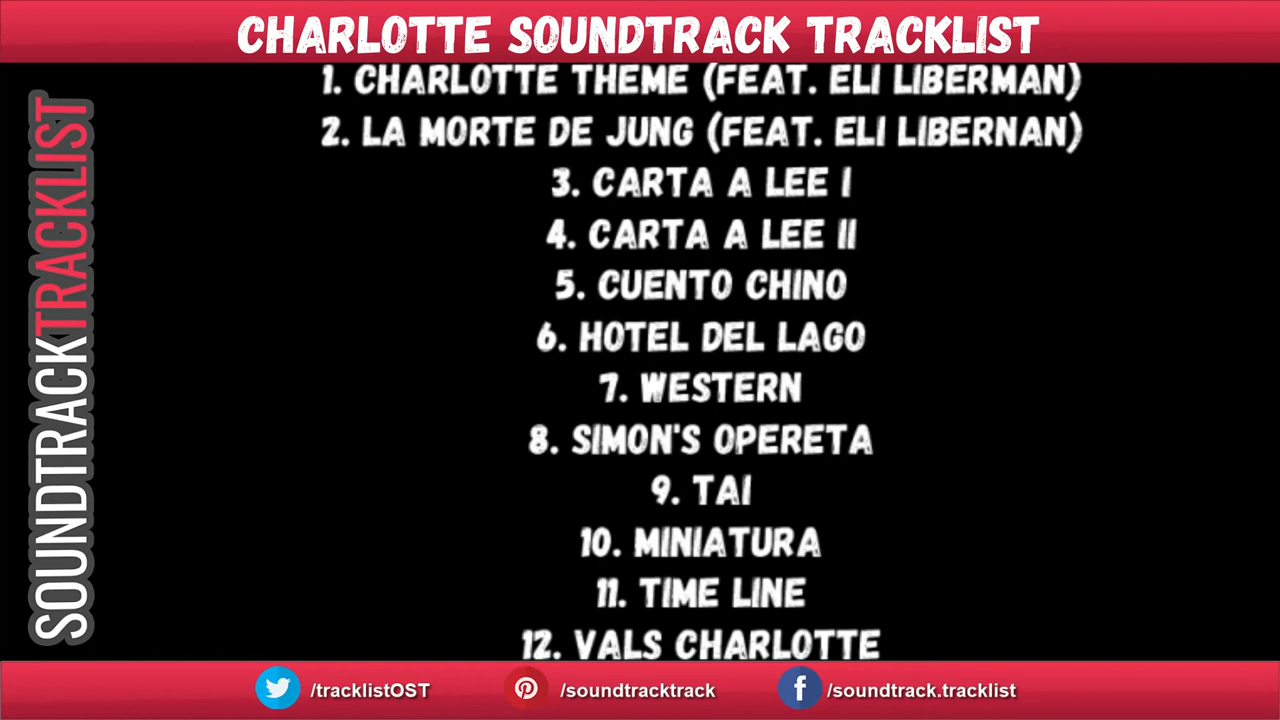 CHARLOTTE SOUNDTRACK TRACKLIST
1. CHARLOTTE THEME (FEAT. ELI LIBERMAN)
2. LA MORTE DE JUNG (FEAT. ELI LIBERNAN)
3. CARTA A LEE I
4. CARTA A LEE II
5. CUENTO CHINO
6. HOTEL DEL LAGO
7. WESTERN
8. SIMON'S OPERETA
9. TAI
10. MINIATURA
11. TIME LINE
12. VALS CHARLOTTE
SOUNDTRACKTRACKLIST
/tracklistOST
/soundtracktrack
/soundtrack.tracklist